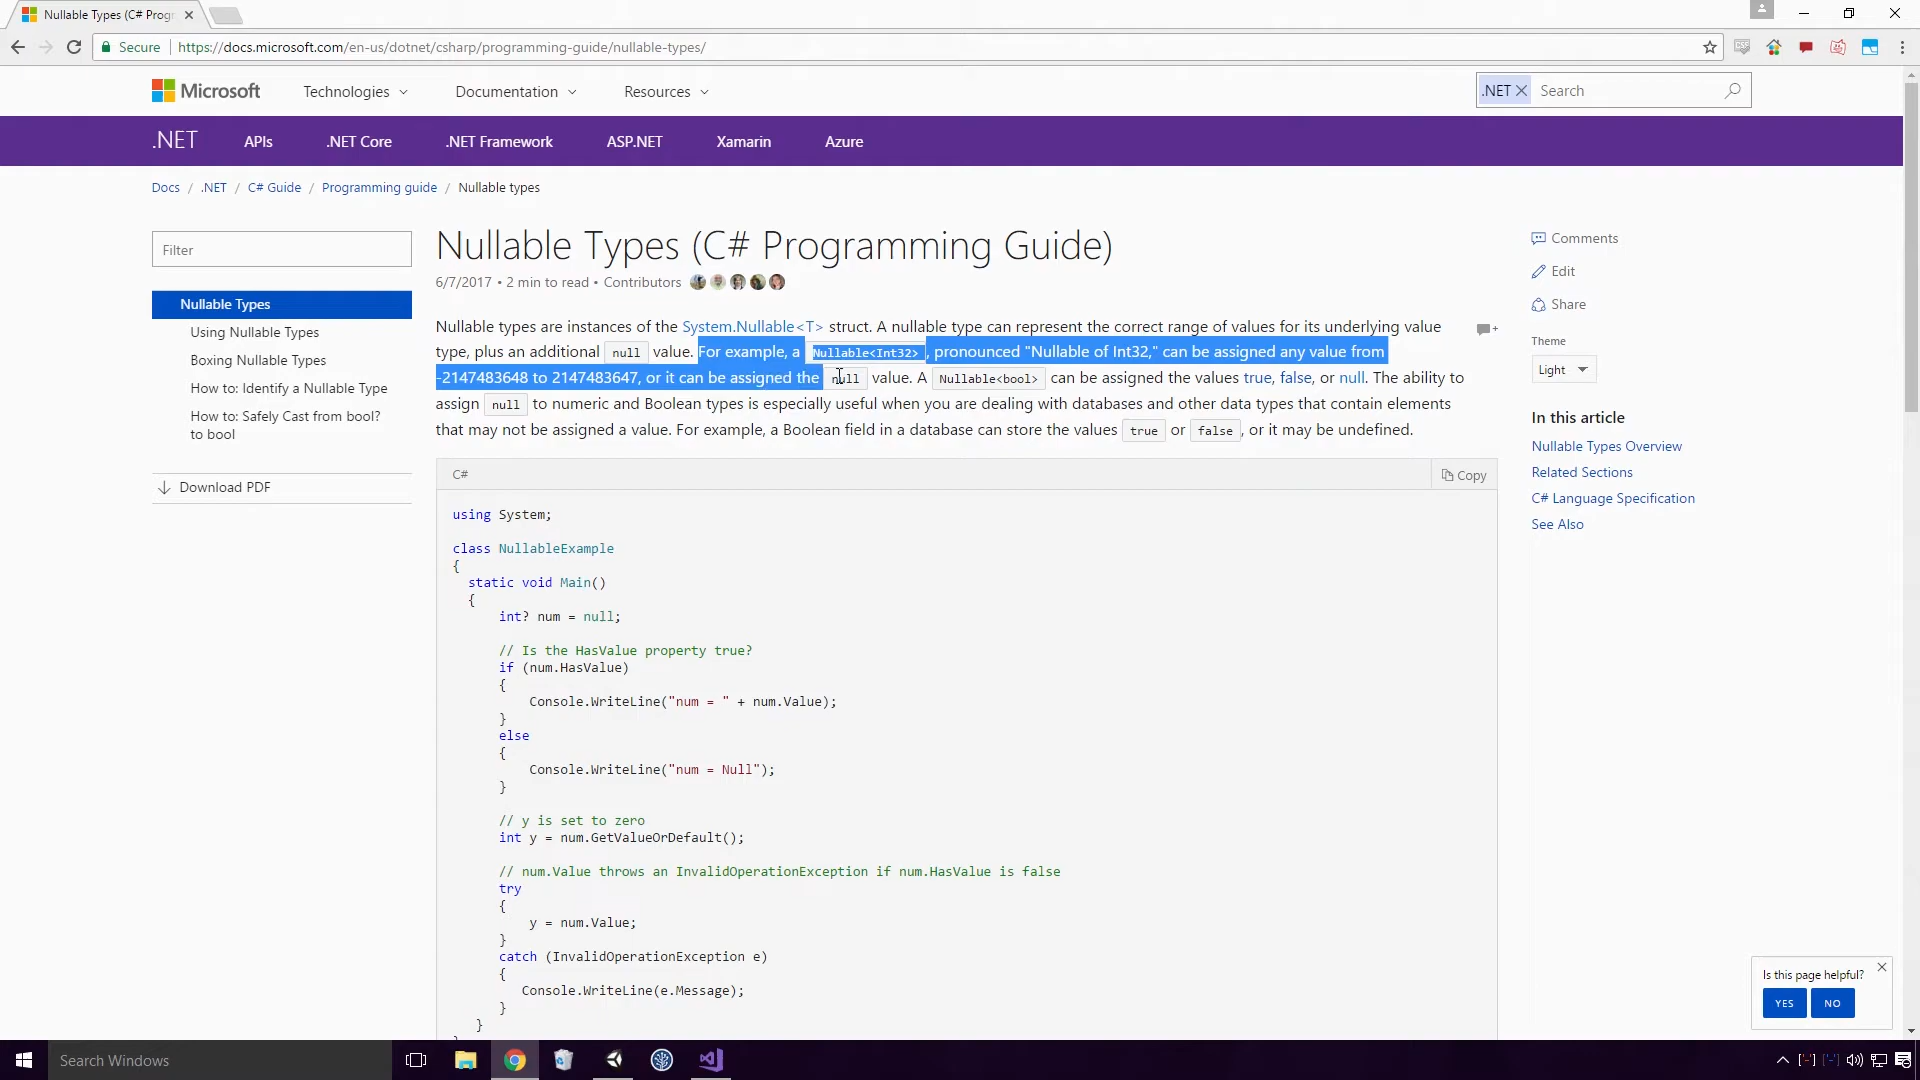 Nullable Types (C# Prog
Secure https://docs.microsoft.com/en-us/dotnet/csharp/programming-guide/nullable-types/
Microsoft Technologies Documentation Resources .NET Search
.NET APIs .NET Core .NET Framework ASP.NET Xamarin Azure
Docs / .NET / C# Guide / Programming guide / Nullable types
Filter
Nullable Types
Using Nullable Types
Boxing Nullable Types
How to: Identify a Nullable Type
How to: Safely Cast from bool?
to bool
Download PDF
Nullable Types (C# Programming Guide)
6/7/2017 • 2 min to read • Contributors
Nullable types are instances of the System.Nullable<T> struct. A nullable type can represent the correct range of values for its underlying value
type, plus an additional null value. For example, a Nullable<Int32>, pronounced "Nullable of Int32," can be assigned any value from
-2147483648 to 2147483647, or it can be assigned the null value. A Nullable<bool> can be assigned the values true, false, or null. The ability to
assign null to numeric and Boolean types is especially useful when you are dealing with databases and other data types that contain elements
that may not be assigned a value. For example, a Boolean field in a database can store the values true or false, or it may be undefined.
C# Copy
using System;
class NullableExample
{
static void Main()
{
int? num = null;
// Is the HasValue property true?
if (num.HasValue)
{
Console.WriteLine("num = " + num.Value);
}
else
{
Console.WriteLine("num = Null");
}
// y is set to zero
int y = num.GetValueOrDefault();
// num.Value throws an InvalidOperationException if num.HasValue is false
try
{
y = num.Value;
}
catch (InvalidOperationException e)
{
Console.WriteLine(e.Message);
}
}
Comments
Edit
Share
Theme
Light
In this article
Nullable Types Overview
Related Sections
C# Language Specification
See Also
Is this page helpful?
YES NO
Search Windows